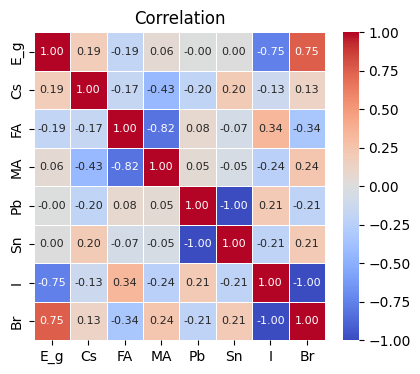 Correlation
E_g 1.00 0.19 -0.19 0.06 -0.00 0.00 -0.75 0.75
Cs 0.19 1.00 -0.17 -0.43 -0.20 0.20 -0.13 0.13
FA -0.19 -0.17 1.00 -0.82 0.08 -0.07 0.34 -0.34
MA 0.06 -0.43 -0.82 1.00 0.05 -0.05 -0.24 0.24
Pb -0.00 -0.20 0.08 0.05 1.00 -1.00 0.21 -0.21
Sn 0.00 0.20 -0.07 -0.05 -1.00 1.00 -0.21 0.21
I -0.75 -0.13 0.34 -0.24 0.21 -0.21 1.00 -1.00
Br 0.75 0.13 -0.34 0.24 -0.21 0.21 -1.00 1.00
E_g Cs FA MA Pb Sn I Br
1.00
0.75
0.50
0.25
0.00
−0.25
−0.50
−0.75
−1.00